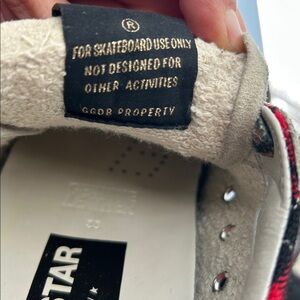 ®
FOR SKATEBOARD USE ONLY
NOT DESIGNED FOR
OTHER ACTIVITIES
GGDB PROPERTY
STAR